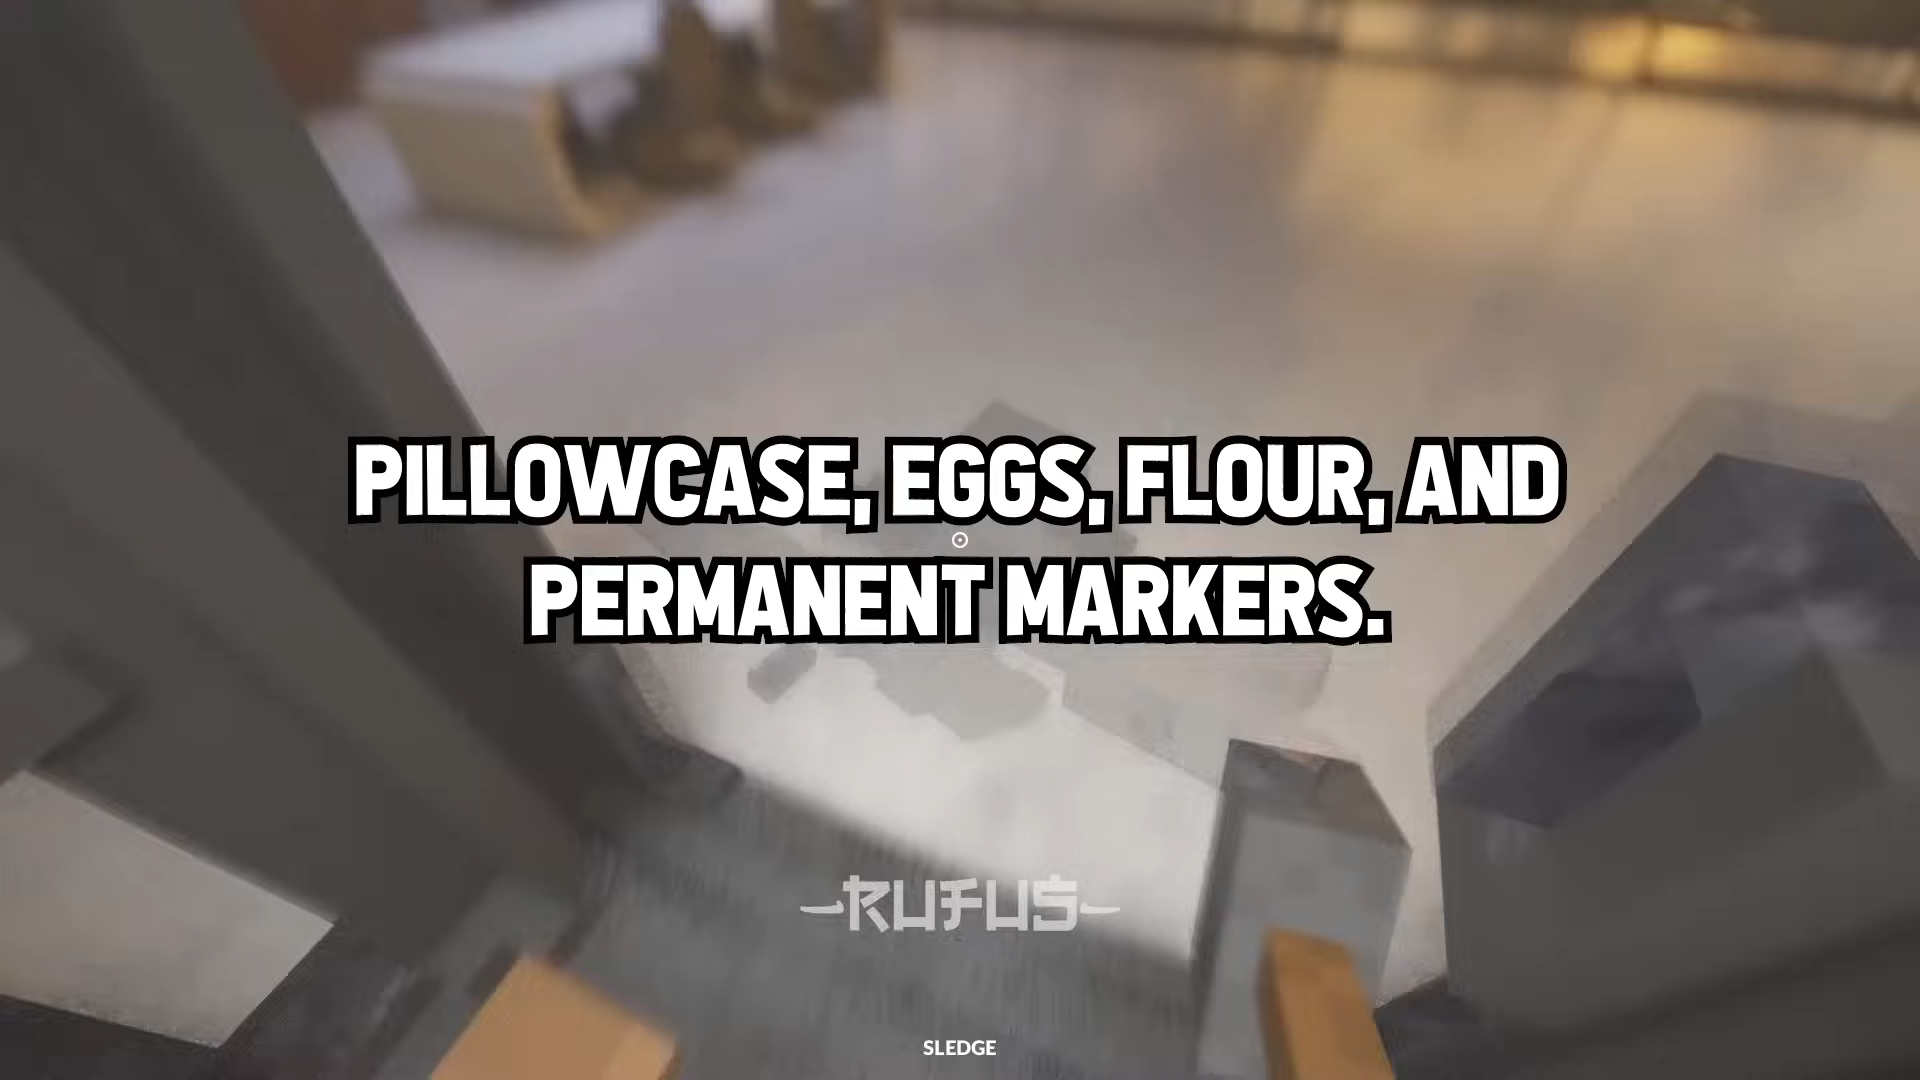 PILLOWCASE, EGGS, FLOUR, AND
PERMANENT MARKERS.
RUFUS
SLEDGE